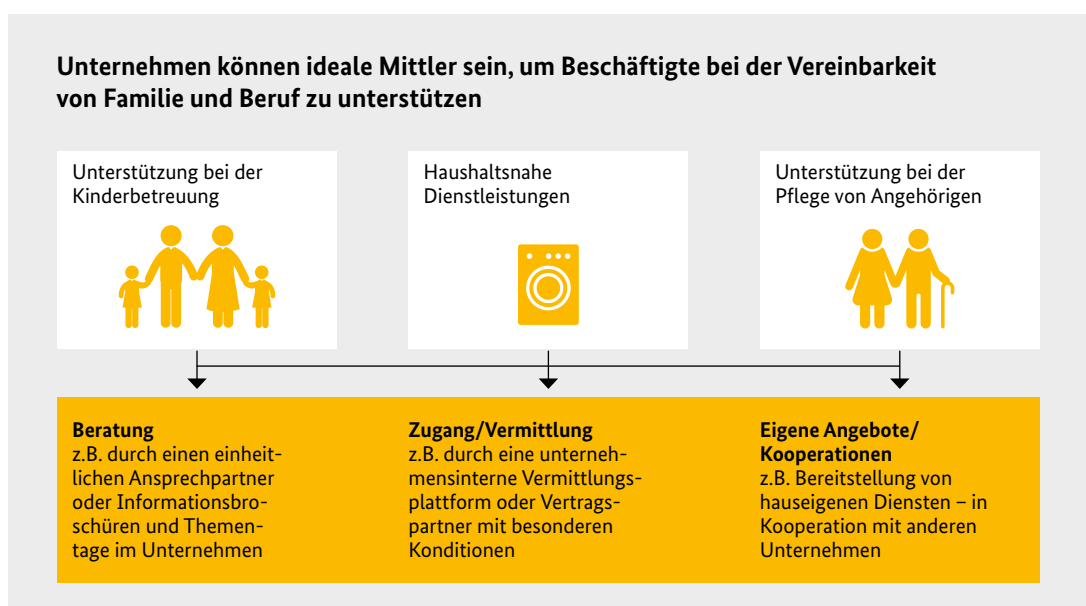 Unternehmen können ideale Mittler sein, um Beschäftigte bei der Vereinbarkeit
von Familie und Beruf zu unterstützen
Unterstützung bei der
Kinderbetreuung
Haushaltsnahe
Dienstleistungen
Unterstützung bei der
Pflege von Angehörigen
Beratung
z.B. durch einen einheit-
lichen Ansprechpartner
oder Informationsbro-
schüren und Themen-
tage im Unternehmen
Zugang/Vermittlung
z.B. durch eine unterneh-
mensinterne Vermittlungs-
plattform oder Vertrags-
partner mit besonderen
Konditionen
Eigene Angebote/
Kooperationen
z.B. Bereitstellung von
hauseigenen Diensten – in
Kooperation mit anderen
Unternehmen